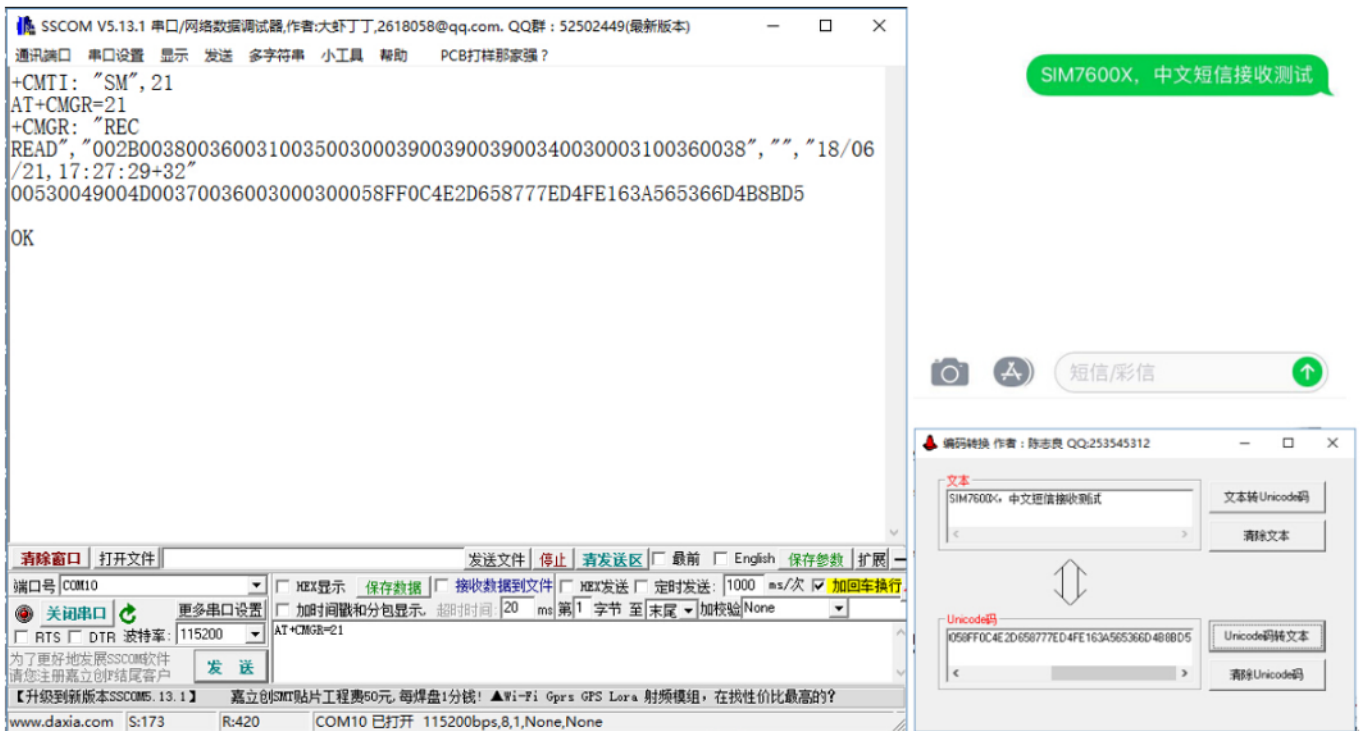 SSCOM V5.13.1 串口/网络数据调试器,作者:大虾丁丁,2618058@qq.com. QQ群：52502449(最新版本)
通讯端口 串口设置 显示 发送 多字符串 小工具 帮助 PCB打样那家强？
+CMTI: "SM",21
AT+CMGR=21
+CMGR: "REC
READ","002B0038003600310035003000390039003900340030003100360038","","18/06
/21,17:27:29+32"
00530049004D003700360030003000580FF0C4E2D658777ED4FE163A565366D4B8BD5
OK
清除窗口 打开文件 发送文件 停止 清发送区 最前 English 保存参数 扩展 —
端口号 COM10 HEX显示 保存数据 接收数据到文件 HEX发送 定时发送: 1000 ms/次 加回车换行
关闭串口 更多串口设置 加时间戳和分包显示. 超时时间: 20 ms 第1 字节 至 末尾 加校验 None
RTS DTR 波特率: 115200 AT+CMGR=21
为了更好地发展SSCOM软件
请您注册嘉立创F结尾客户
发 送
【升级到新版本SSCOM5.13.1】 嘉立创SMT贴片工程费50元,每焊盘1分钱! ▲Wi-Fi Gprs GPS Lora 射频模组，在找性价比最高的?
www.daxia.com S:173 R:420 COM10 已打开 115200bps,8,1,None,None
SIM7600X，中文短信接收测试
短信/彩信
编码转换 作者：陈志良 QQ:253545312
文本
SIM7600X，中文短信接收测试
文本转Unicode码
清除文本
Unicode码
058FF0C4E2D658777ED4FE163A565366D4B8BD5
Unicode码转文本
清除Unicode码